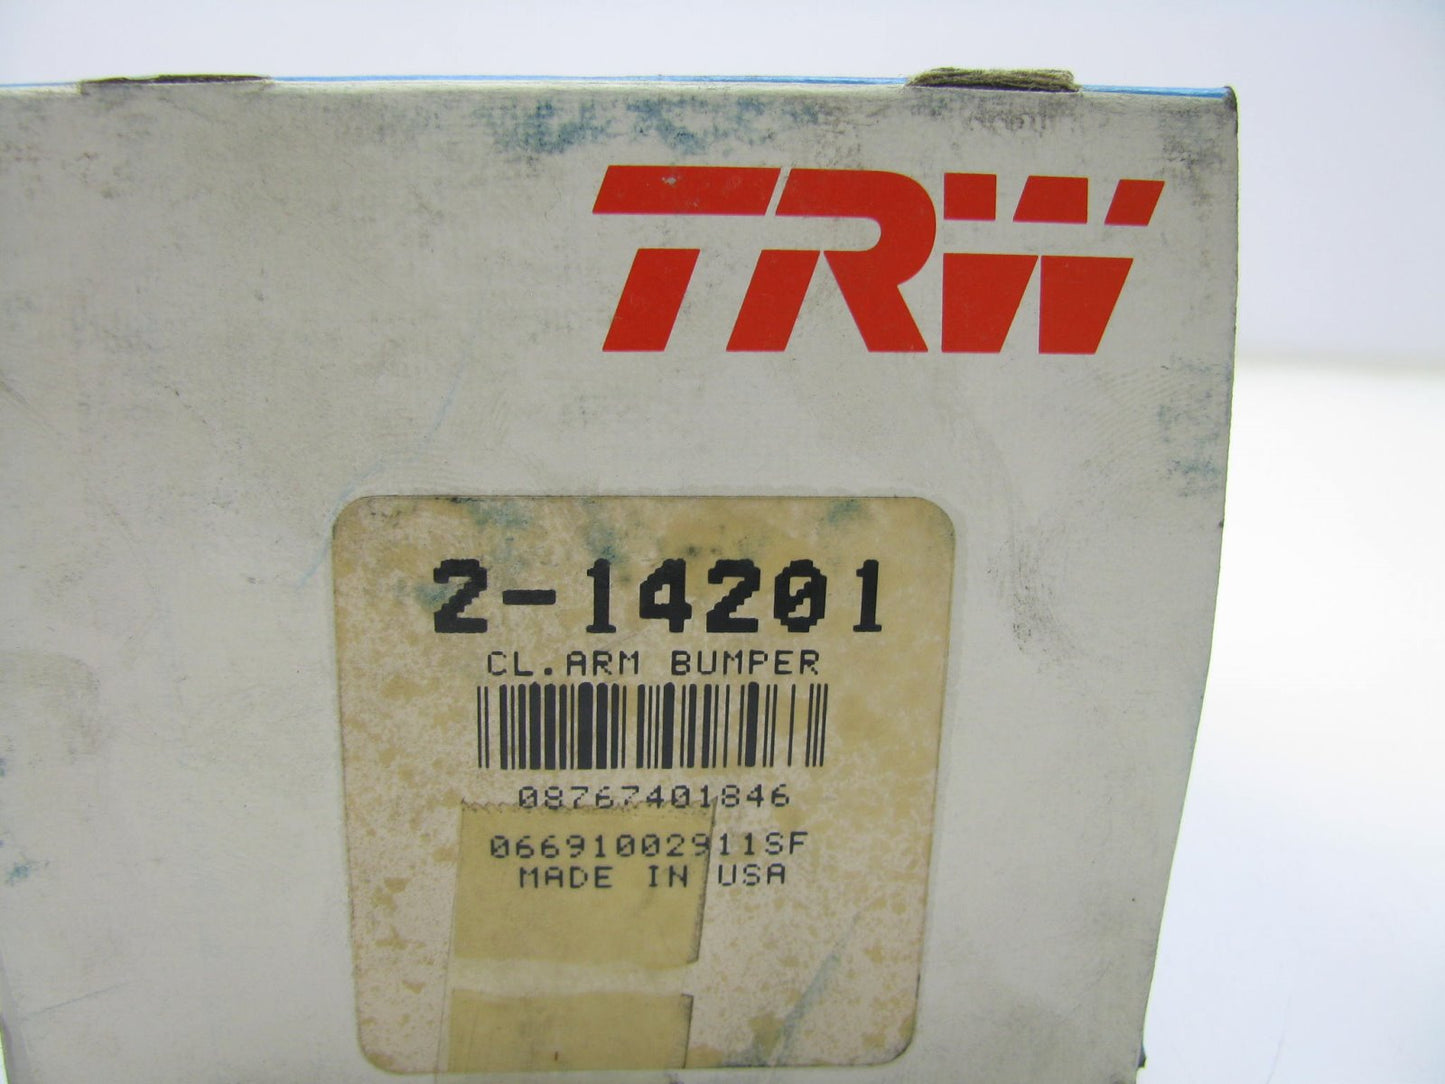 TRW
2-14201
CL.ARM BUMPER
08767401846
06691002911SF
MADE IN USA